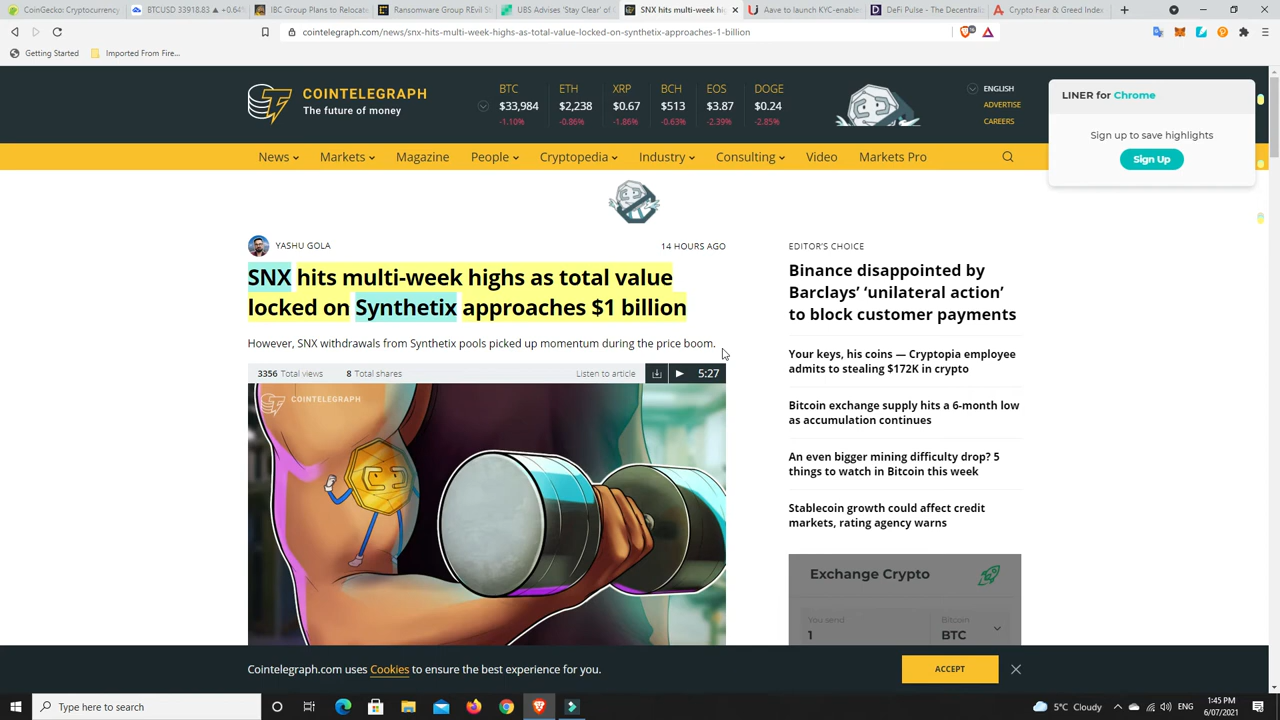 CoinGecko: Cryptocurrency
BTCUSD 33918.83 ▲ +0.64%
IBC Group Plans to Relocate
Ransomware Group REvil St
UBS Advises 'Stay Clear' of
SNX hits multi-week hig
Aave to launch KYC-enable
DeFi Pulse - The Decentrali
Crypto Fear & Greed Index
cointelegraph.com/news/snx-hits-multi-week-highs-as-total-value-locked-on-synthetix-approaches-1-billion
Getting Started
Imported From Fire...
COINTELEGRAPH
The future of money
BTC ETH XRP BCH EOS DOGE
$33,984 $2,238 $0.67 $513 $3.87 $0.24
-1.10% -0.86% -1.86% -0.63% -2.39% -2.85%
ENGLISH
ADVERTISE
CAREERS
LINER for Chrome
Sign up to save highlights
Sign Up
News Markets Magazine People Cryptopedia Industry Consulting Video Markets Pro
YASHU GOLA
14 HOURS AGO
SNX hits multi-week highs as total value
locked on Synthetix approaches $1 billion
However, SNX withdrawals from Synthetix pools picked up momentum during the price boom.
3356 Total views 8 Total shares
Listen to article
5:27
COINTELEGRAPH
EDITOR'S CHOICE
Binance disappointed by
Barclays' 'unilateral action'
to block customer payments
Your keys, his coins — Cryptopia employee
admits to stealing $172K in crypto
Bitcoin exchange supply hits a 6-month low
as accumulation continues
An even bigger mining difficulty drop? 5
things to watch in Bitcoin this week
Stablecoin growth could affect credit
markets, rating agency warns
Exchange Crypto
You send
1
Bitcoin
BTC
Cointelegraph.com uses Cookies to ensure the best experience for you.
ACCEPT
Type here to search
5°C Cloudy
ENG
1:45 PM
6/07/2021